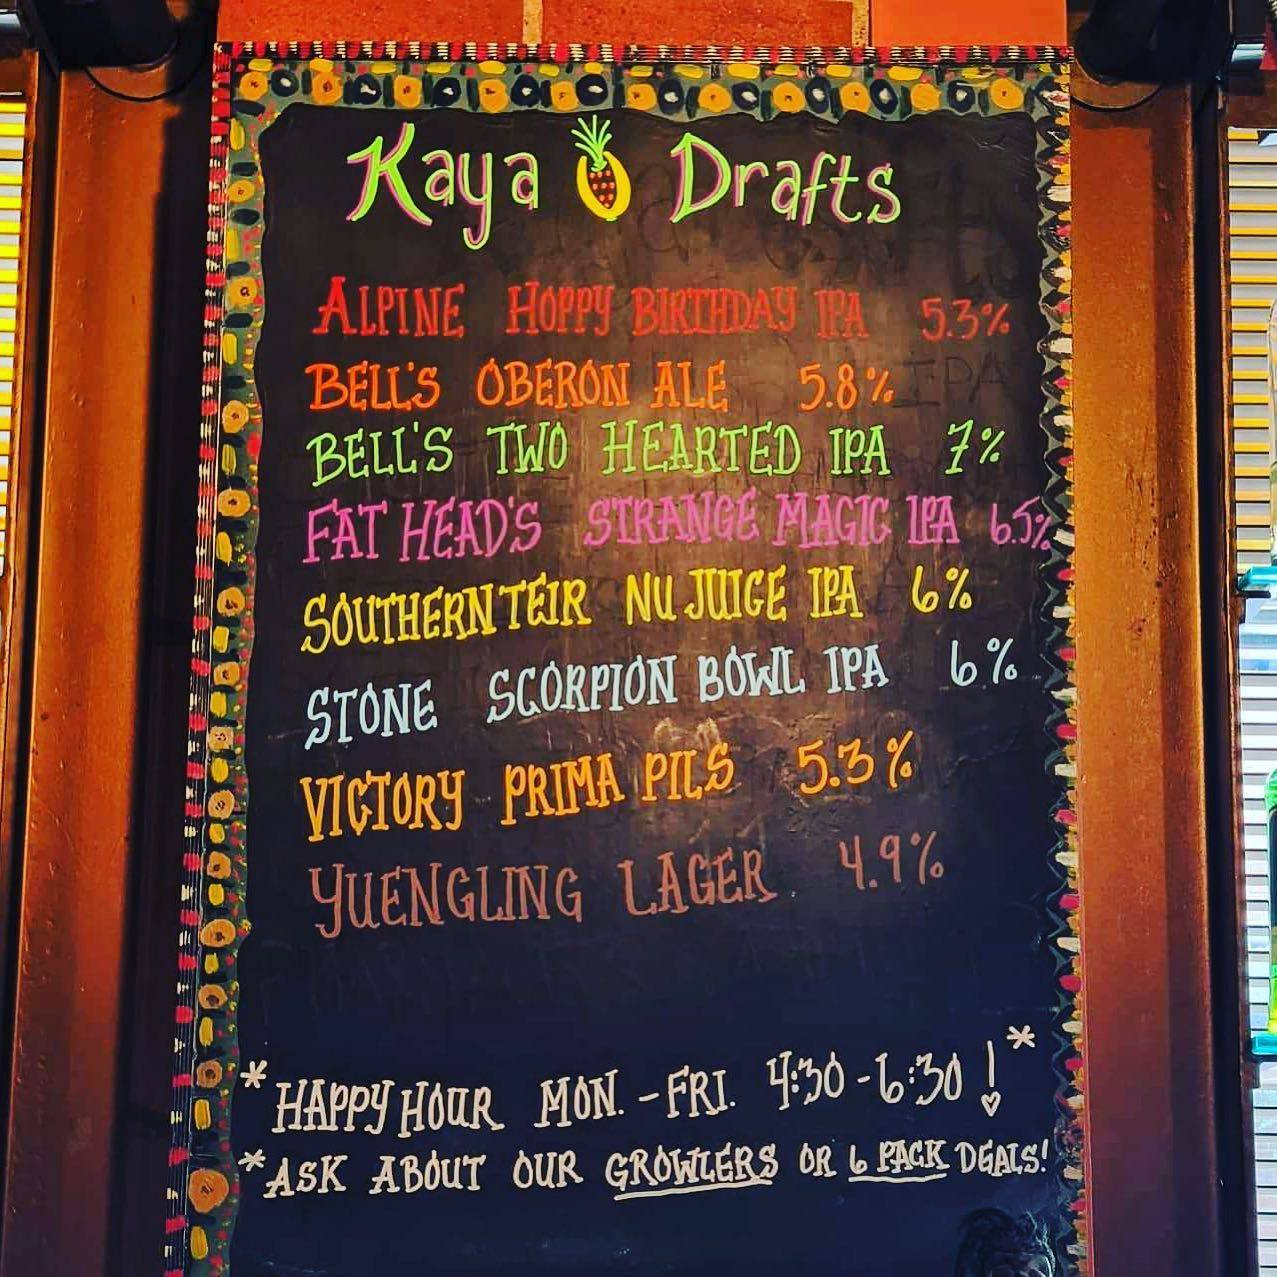 Kaya Drafts
ALPINE HOPPY BIRTHDAY IPA 5.3%
BELL'S OBERON ALE 5.8%
BELL'S TWO HEARTED IPA 7%
FAT HEAD'S STRANGE MAGIC IPA 6.5%
SOUTHERN TEIR NU JUICE IPA 6%
STONE SCORPION BOWL IPA 6%
VICTORY PRIMA PILS 5.3%
YUENGLING LAGER 4.9%
*HAPPY HOUR MON.-FRI. 4:30-6:30!*
*ASK ABOUT OUR GROWLERS OR 6 PACK DEALS!